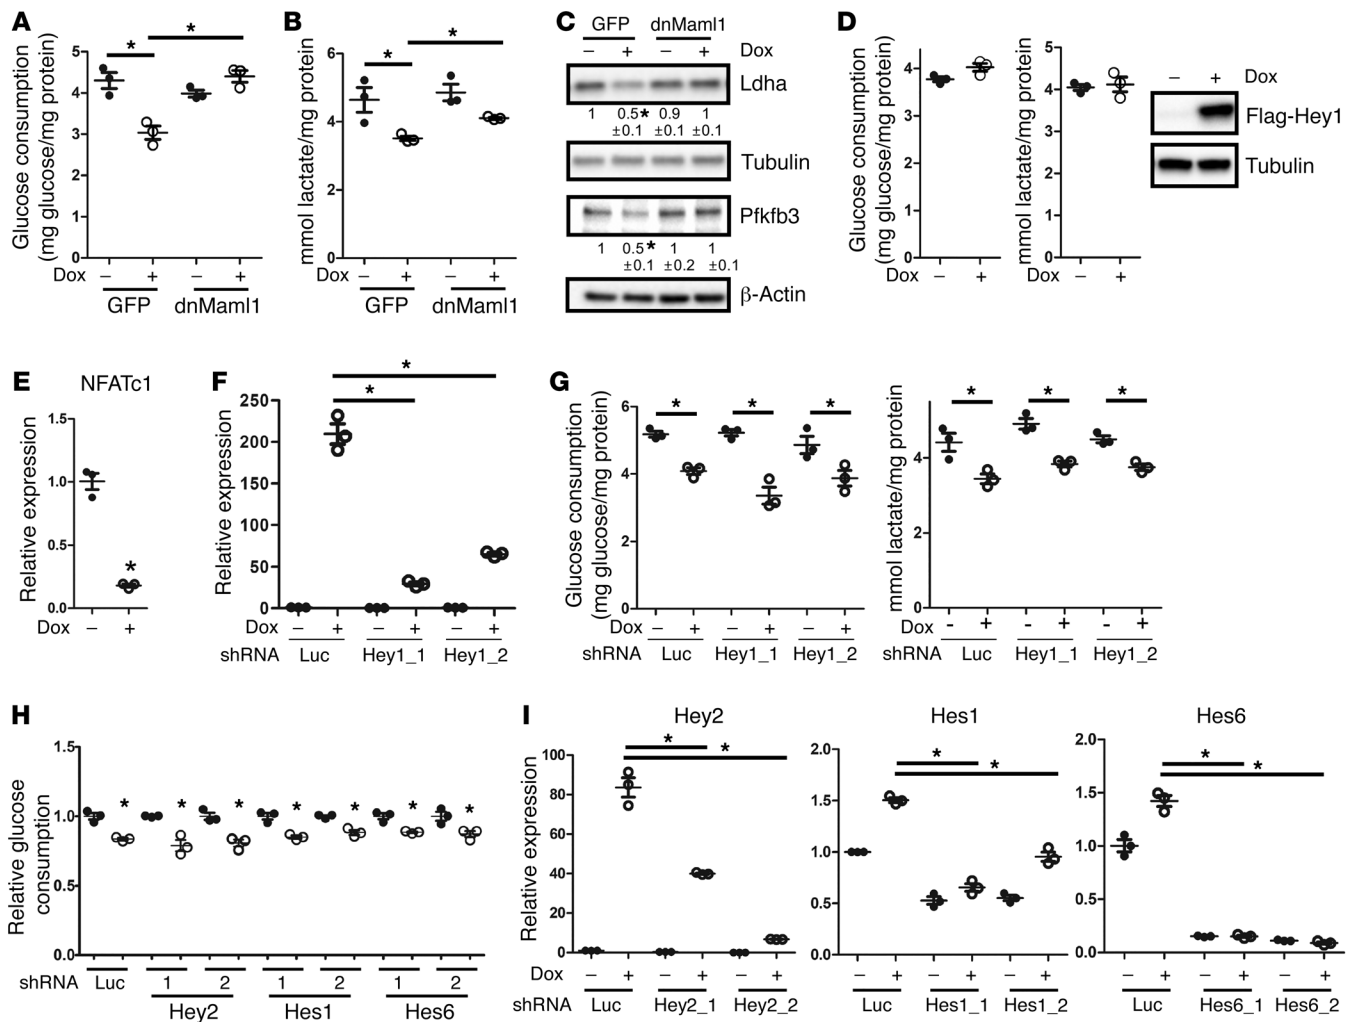 A
Glucose consumption
(mg glucose/mg protein)
5
4
3
2
1
0
*
*
Dox – + – +
GFP dnMaml1
B
mmol lactate/mg protein
6
4
2
0
*
*
Dox – + – +
GFP dnMaml1
C
GFP dnMaml1
– + – + Dox
Ldha
1 0.5* 0.9 1
±0.1 ±0.1 ±0.1
Tubulin
Pfkfb3
1 0.5* 1 1
±0.1 ±0.2 ±0.1
β-Actin
D
Glucose consumption
(mg glucose/mg protein)
4
3
2
1
0
Dox – +
mmol lactate/mg protein
5
4
3
2
1
0
Dox – +
– + Dox
Flag-Hey1
Tubulin
E
NFATc1
Relative expression
1.5
1.0
0.5
0.0
*
Dox – +
F
Relative expression
250
200
150
100
50
0
*
*
Dox – + – + – +
shRNA Luc Hey1_1 Hey1_2
G
Glucose consumption
(mg glucose/mg protein)
6
4
2
0
* * *
Dox – + – + – +
shRNA Luc Hey1_1 Hey1_2
mmol lactate/mg protein
4
2
0
* * *
Dox - + - + - +
shRNA Luc Hey1_1 Hey1_2
H
Relative glucose
consumption
1.5
1.0
0.5
0.0
* * * * * * *
shRNA Luc 1 2 1 2 1 2
Hey2 Hes1 Hes6
I
Hey2
Relative expression
100
80
60
40
20
0
*
*
Dox – + – + – +
shRNA Luc Hey2_1 Hey2_2
Hes1
2.0
1.5
1.0
0.5
0.0
*
*
– + – + – +
Luc Hes1_1 Hes1_2
Hes6
2.0
1.5
1.0
0.5
0.0
*
*
– + – + – +
Luc Hes6_1 Hes6_2